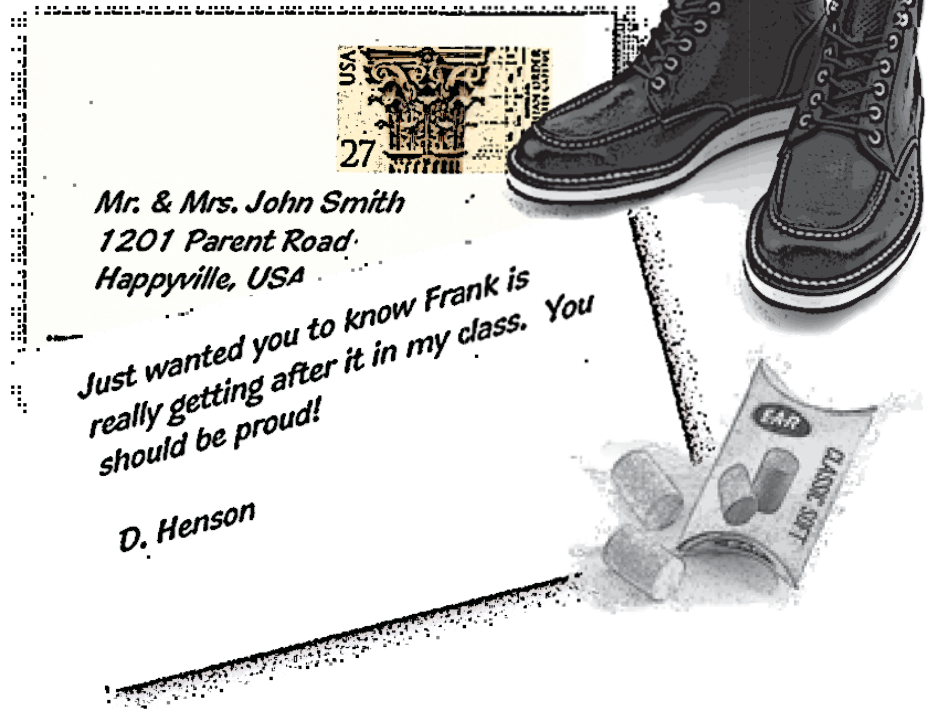 USA
27
Mr. & Mrs. John Smith
1201 Parent Road
Happyville, USA
Just wanted you to know Frank is
really getting after it in my class. You
should be proud!
D. Henson
EAR
CLASSIC SOFT